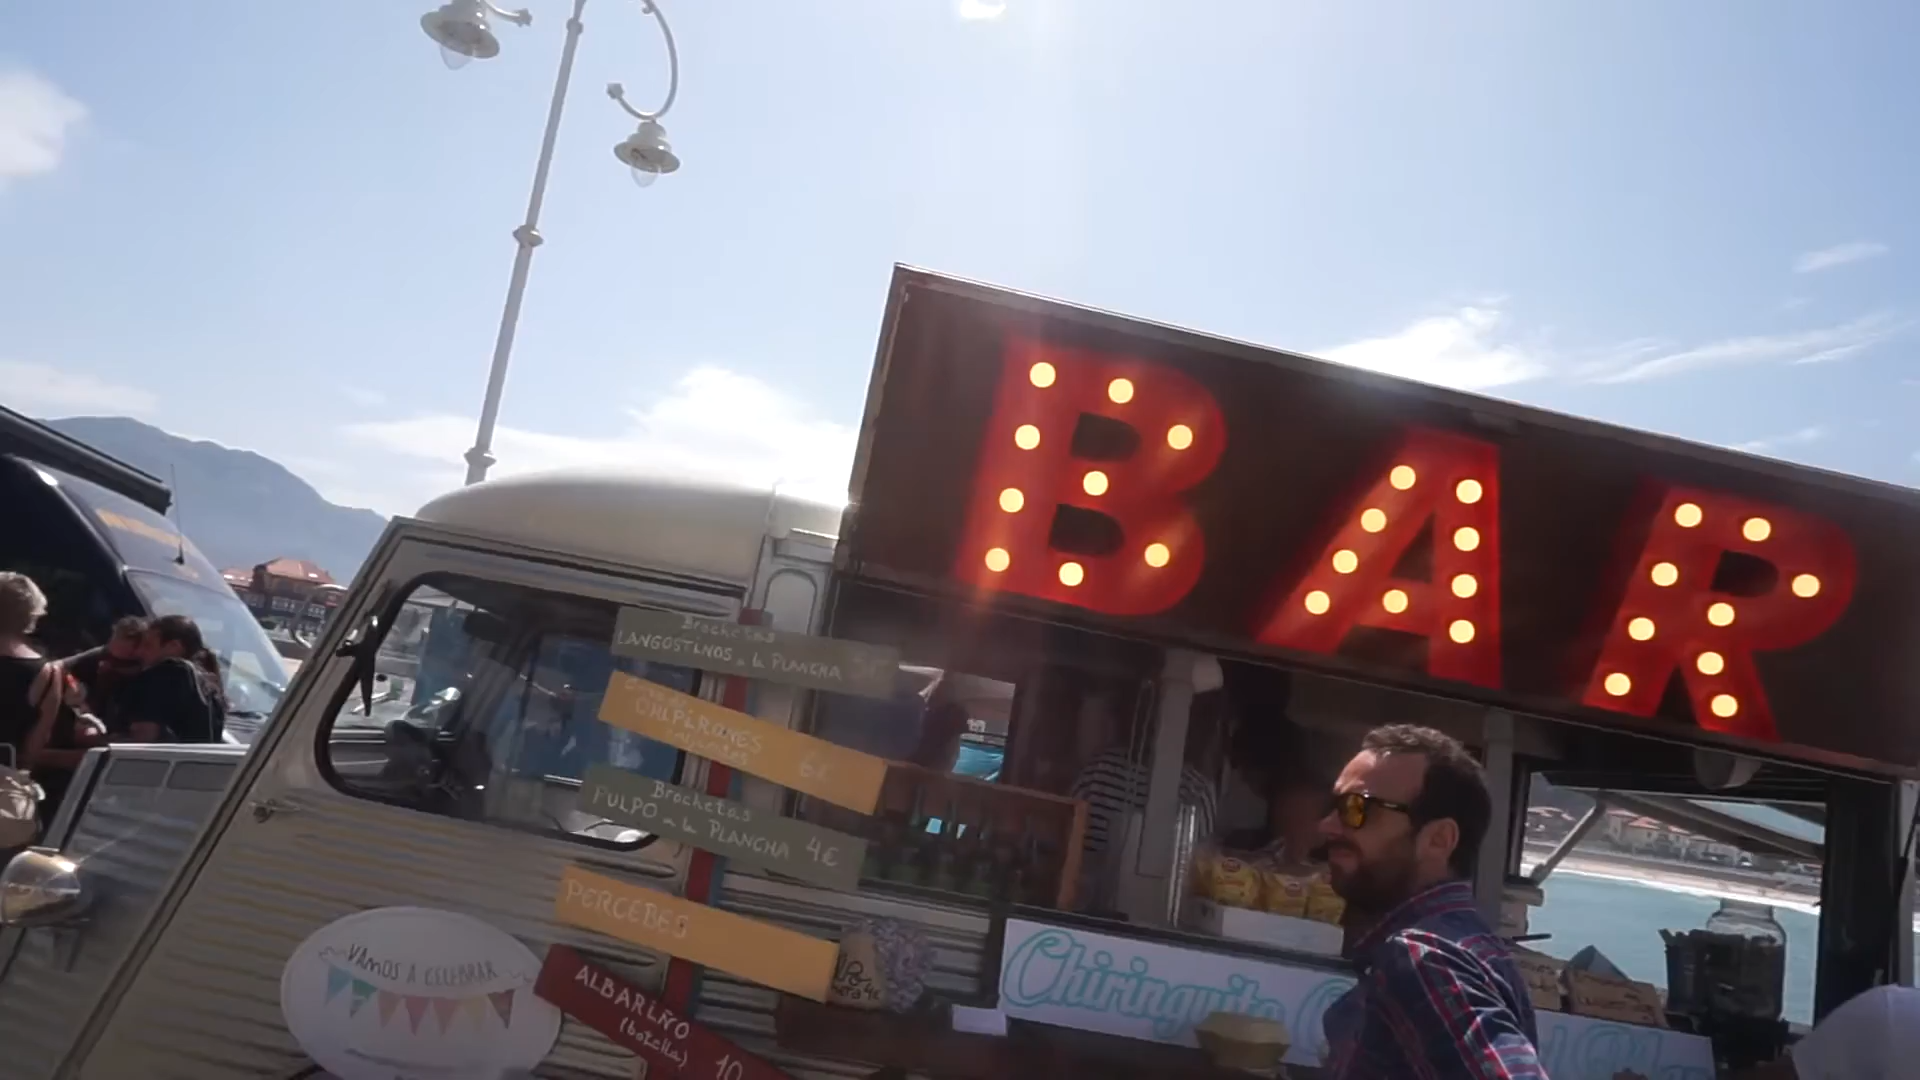 BAR
Brochetas
LANGOSTINOS a la PLANCHA 5€
CHIPIRONES
6€
Brochetas
PULPO a la PLANCHA 4€
PERCEBES
ALBARIÑO
(botella) 10
VAMOS A CELEBRAR
Chiringuito